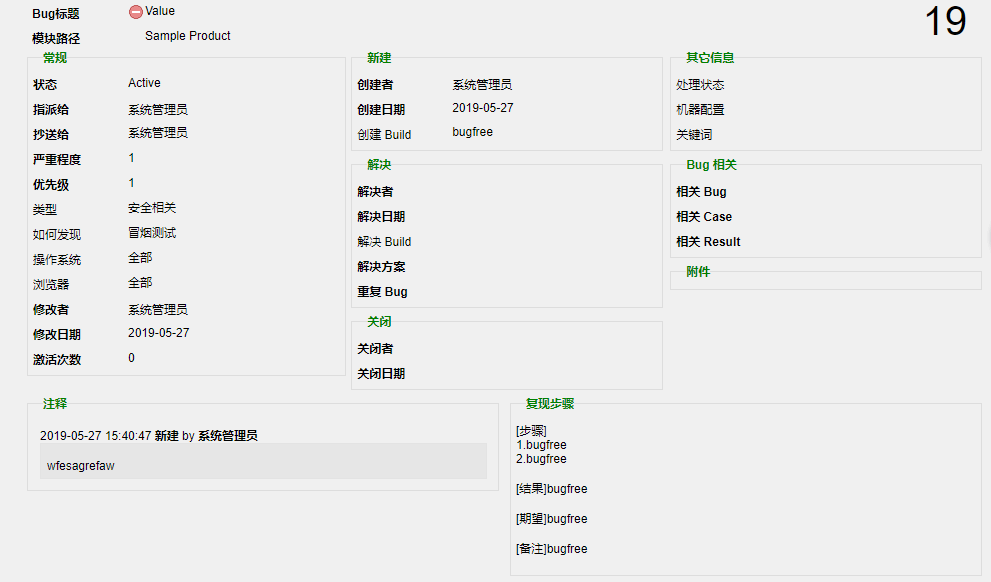 Bug标题 Value
19
模块路径 Sample Product
常规
状态 Active
指派给 系统管理员
抄送给 系统管理员
严重程度 1
优先级 1
类型 安全相关
如何发现 冒烟测试
操作系统 全部
浏览器 全部
修改者 系统管理员
修改日期 2019-05-27
激活次数 0
新建
创建者 系统管理员
创建日期 2019-05-27
创建 Build bugfree
解决
解决者
解决日期
解决 Build
解决方案
重复 Bug
关闭
关闭者
关闭日期
其它信息
处理状态
机器配置
关键词
Bug 相关
相关 Bug
相关 Case
相关 Result
附件
注释
2019-05-27 15:40:47 新建 by 系统管理员
wfesagrefaw
复现步骤
[步骤]
1.bugfree
2.bugfree
[结果]bugfree
[期望]bugfree
[备注]bugfree